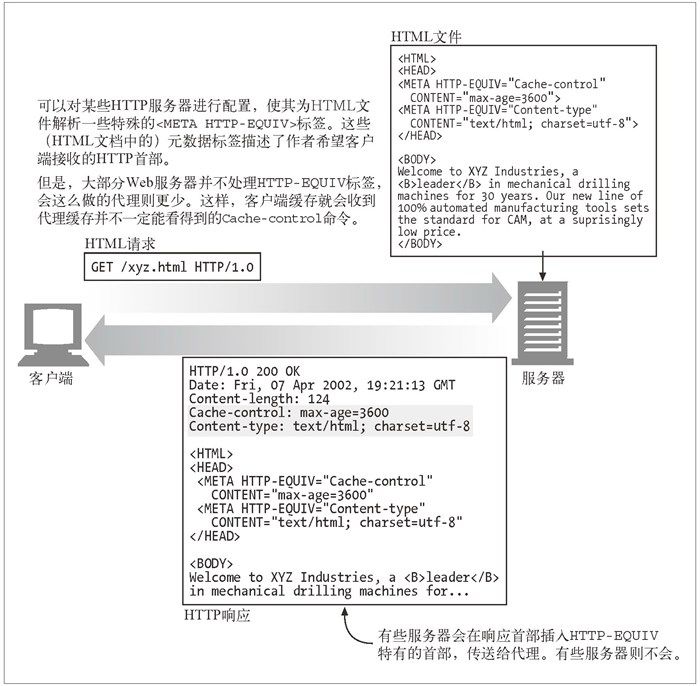 HTML文件
<HTML>
<HEAD>
<META HTTP-EQUIV="Cache-control"
CONTENT="max-age=3600">
<META HTTP-EQUIV="Content-type"
CONTENT="text/html; charset=utf-8">
</HEAD>
<BODY>
Welcome to XYZ Industries, a
<B>leader</B> in mechanical drilling
machines for 30 years. Our new line of
100% automated manufacturing tools sets
the standard for CAM, at a suprisingly
low price.
</BODY>
可以对某些HTTP服务器进行配置，使其为HTML文
件解析一些特殊的<META HTTP-EQUIV>标签。这些
（HTML文档中的）元数据标签描述了作者希望客户
端接收的HTTP首部。
但是，大部分Web服务器并不处理HTTP-EQUIV标签，
会这么做的代理则更少。这样，客户端缓存就会收到
代理缓存并不一定能看得到的Cache-control命令。
HTML请求
GET /xyz.html HTTP/1.0
客户端
服务器
HTTP/1.0 200 OK
Date: Fri, 07 Apr 2002, 19:21:13 GMT
Content-length: 124
Cache-control: max-age=3600
Content-type: text/html; charset=utf-8
<HTML>
<HEAD>
<META HTTP-EQUIV="Cache-control"
CONTENT="max-age=3600"
<META HTTP-EQUIV="Content-type"
CONTENT="text/html; charset=utf-8"
</HEAD>
<BODY>
Welcome to XYZ Industries, a <B>leader</B>
in mechanical drilling machines for...
HTTP响应
有些服务器会在响应首部插入HTTP-EQUIV
特有的首部，传送给代理。有些服务器则不会。